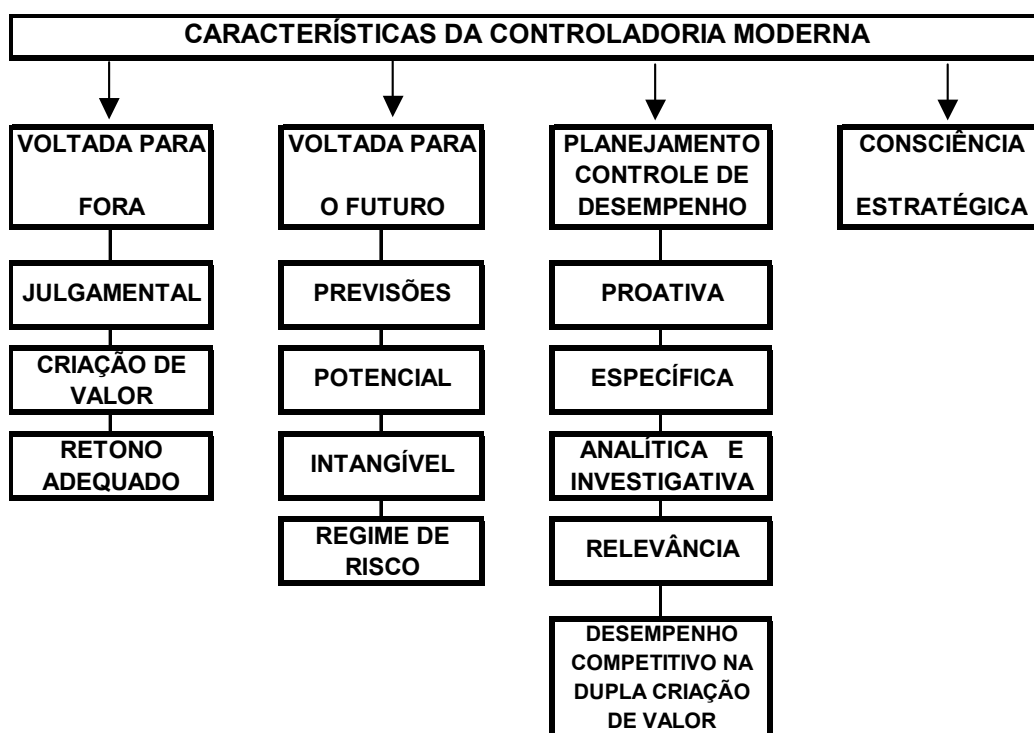 CARACTERÍSTICAS DA CONTROLADORIA MODERNA
VOLTADA PARA
FORA
JULGAMENTAL
CRIAÇÃO DE
VALOR
RETONO
ADEQUADO
VOLTADA PARA
O FUTURO
PREVISÕES
POTENCIAL
INTANGÍVEL
REGIME DE
RISCO
PLANEJAMENTO
CONTROLE DE
DESEMPENHO
PROATIVA
ESPECÍFICA
ANALÍTICA E
INVESTIGATIVA
RELEVÂNCIA
DESEMPENHO
COMPETITIVO NA
DUPLA CRIAÇÃO
DE VALOR
CONSCIÊNCIA
ESTRATÉGICA